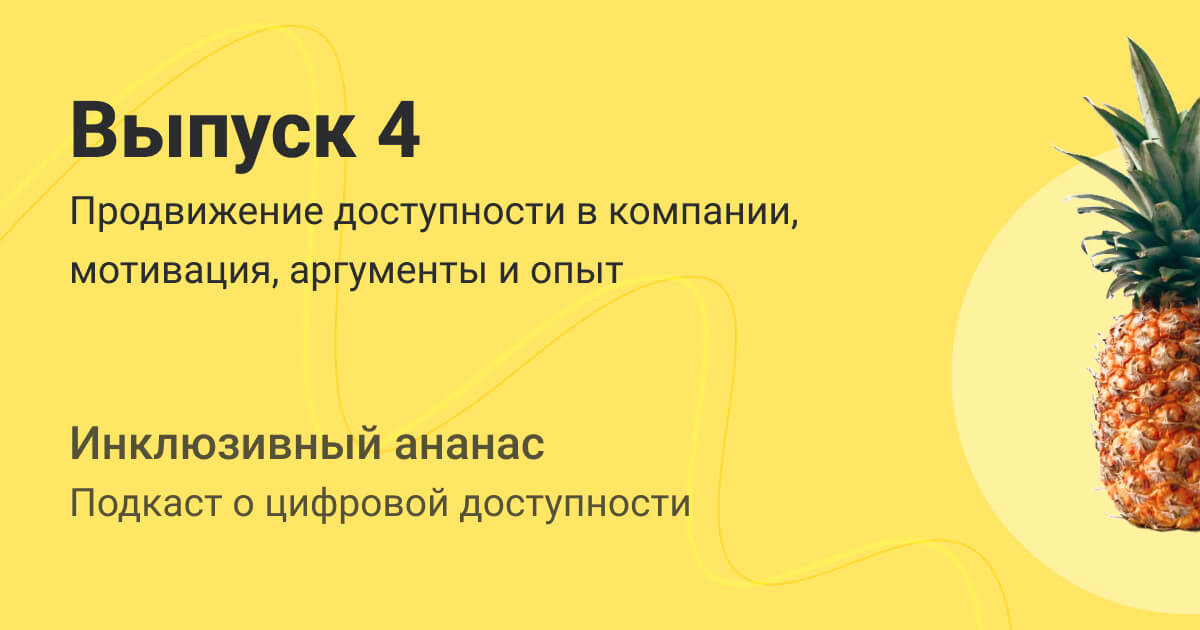 Выпуск 4
Продвижение доступности в компании,
мотивация, аргументы и опыт
Инклюзивный ананас
Подкаст о цифровой доступности